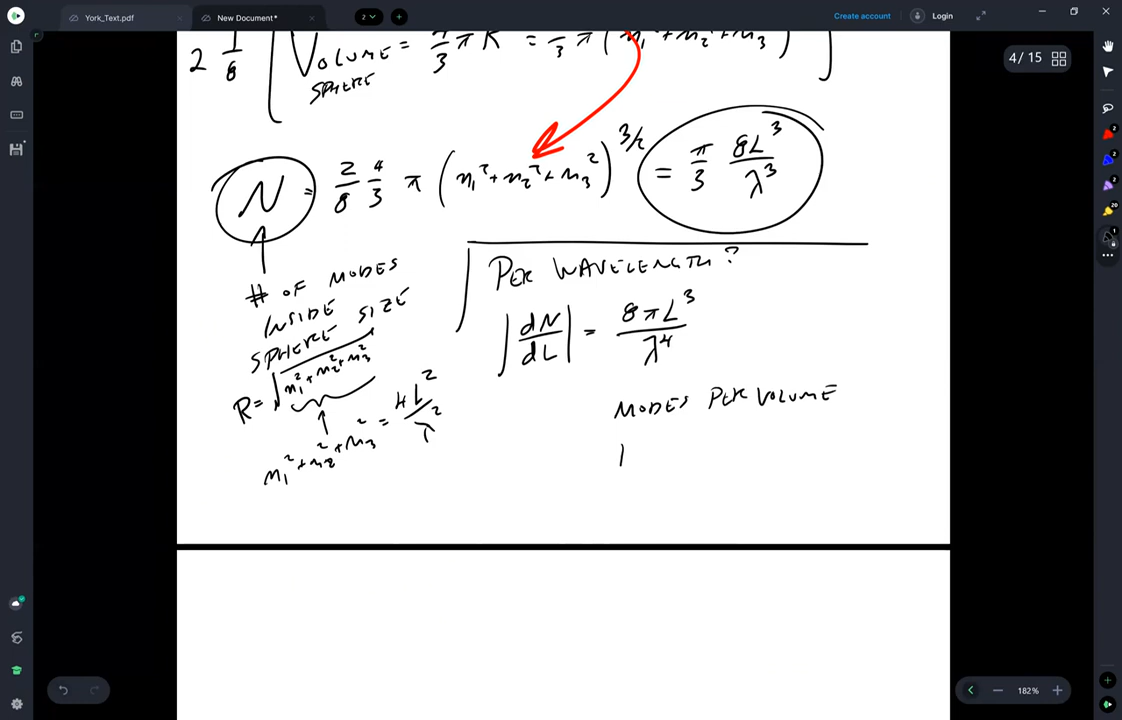 York_Text.pdf
New Document*
2
Create account
Login
4 / 15
2 1/8 [ VOLUME SPHERE = 4/3 π R = 4/3 π (n₁² + n₂² + n₃²) ]
N = 2/8 4/3 π (n₁² + n₂² + n₃²)^3/2 = π/3 8L³/λ³
# OF MODES
INSIDE
SPHERE SIZE
R = √n₁² + n₂² + n₃²
n₁² + n₂² + n₃² = 4L²/λ²
PER WAVELENGTH?
|dN/dL| = 8πL³/λ⁴
MODES PER VOLUME
182%